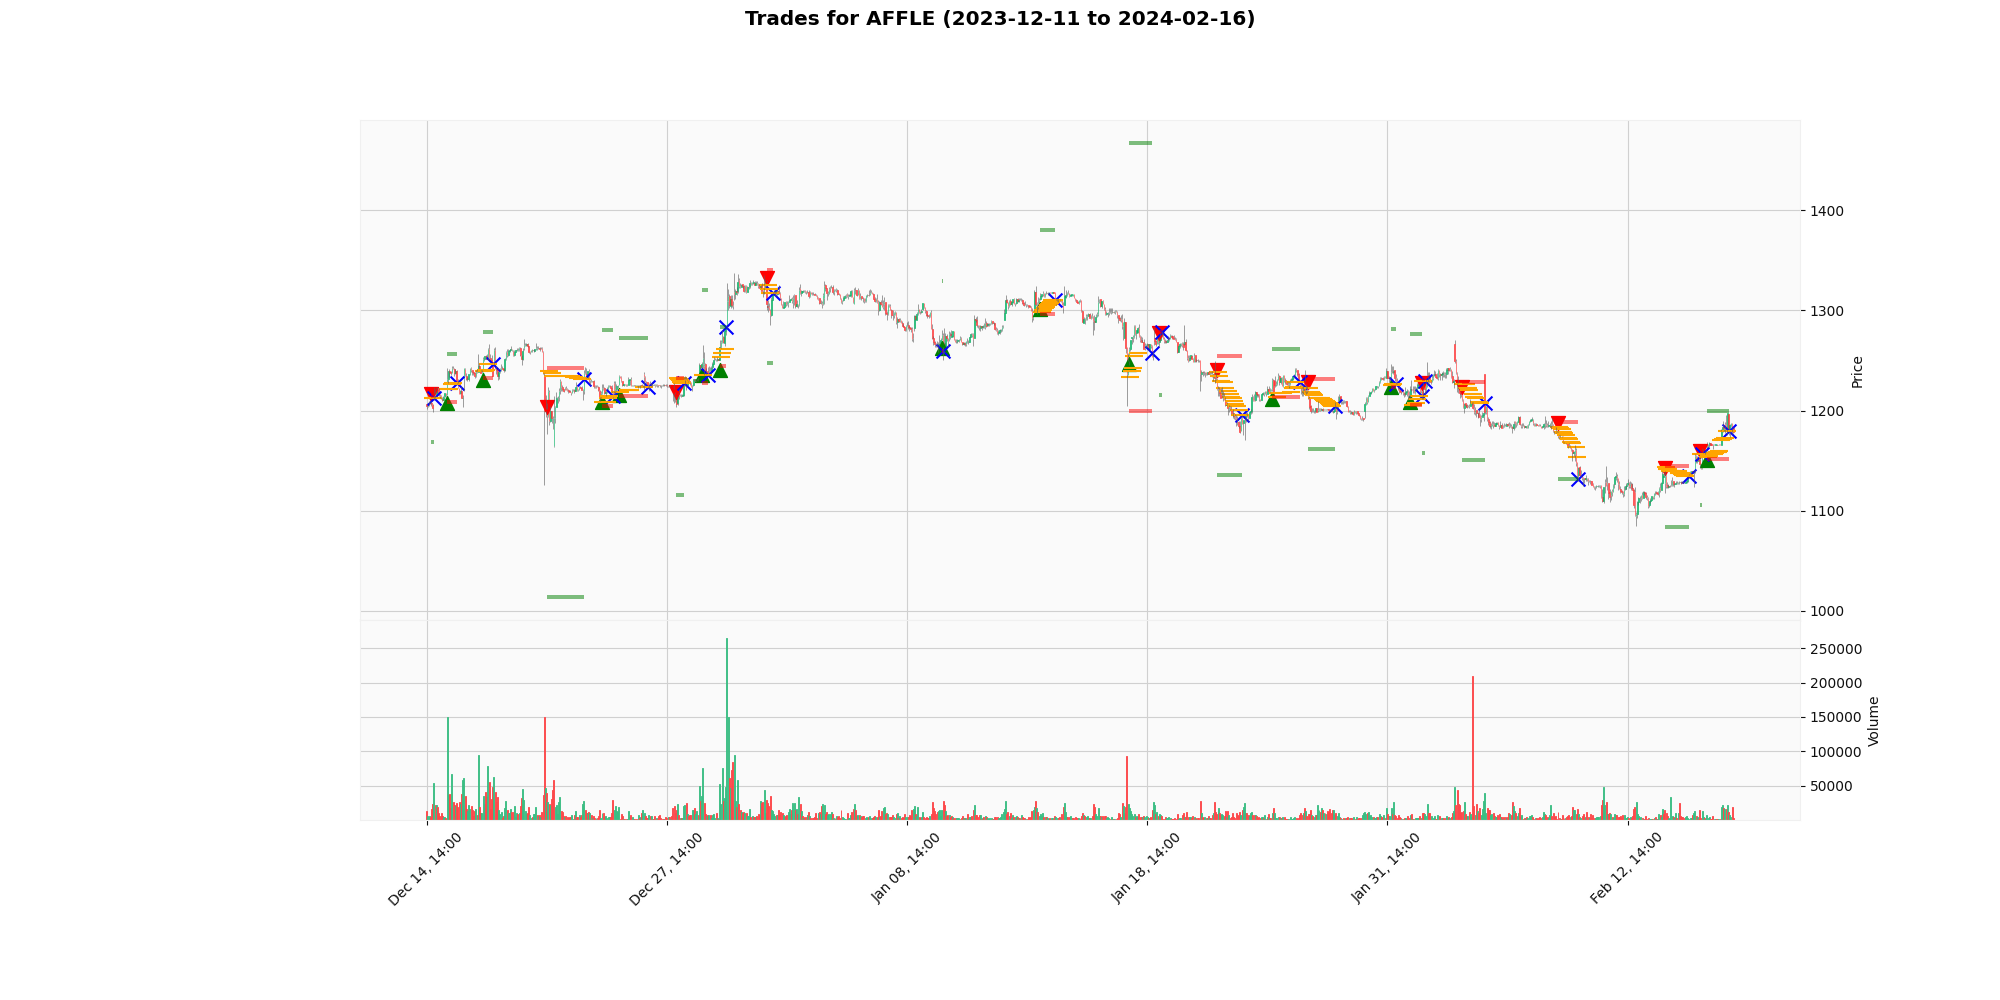 Trades for AFFLE (2023-12-11 to 2024-02-16)
1400
1300
1200
1100
1000
Price
250000
200000
150000
100000
50000
Volume
Dec 14, 14:00
Dec 27, 14:00
Jan 08, 14:00
Jan 18, 14:00
Jan 31, 14:00
Feb 12, 14:00